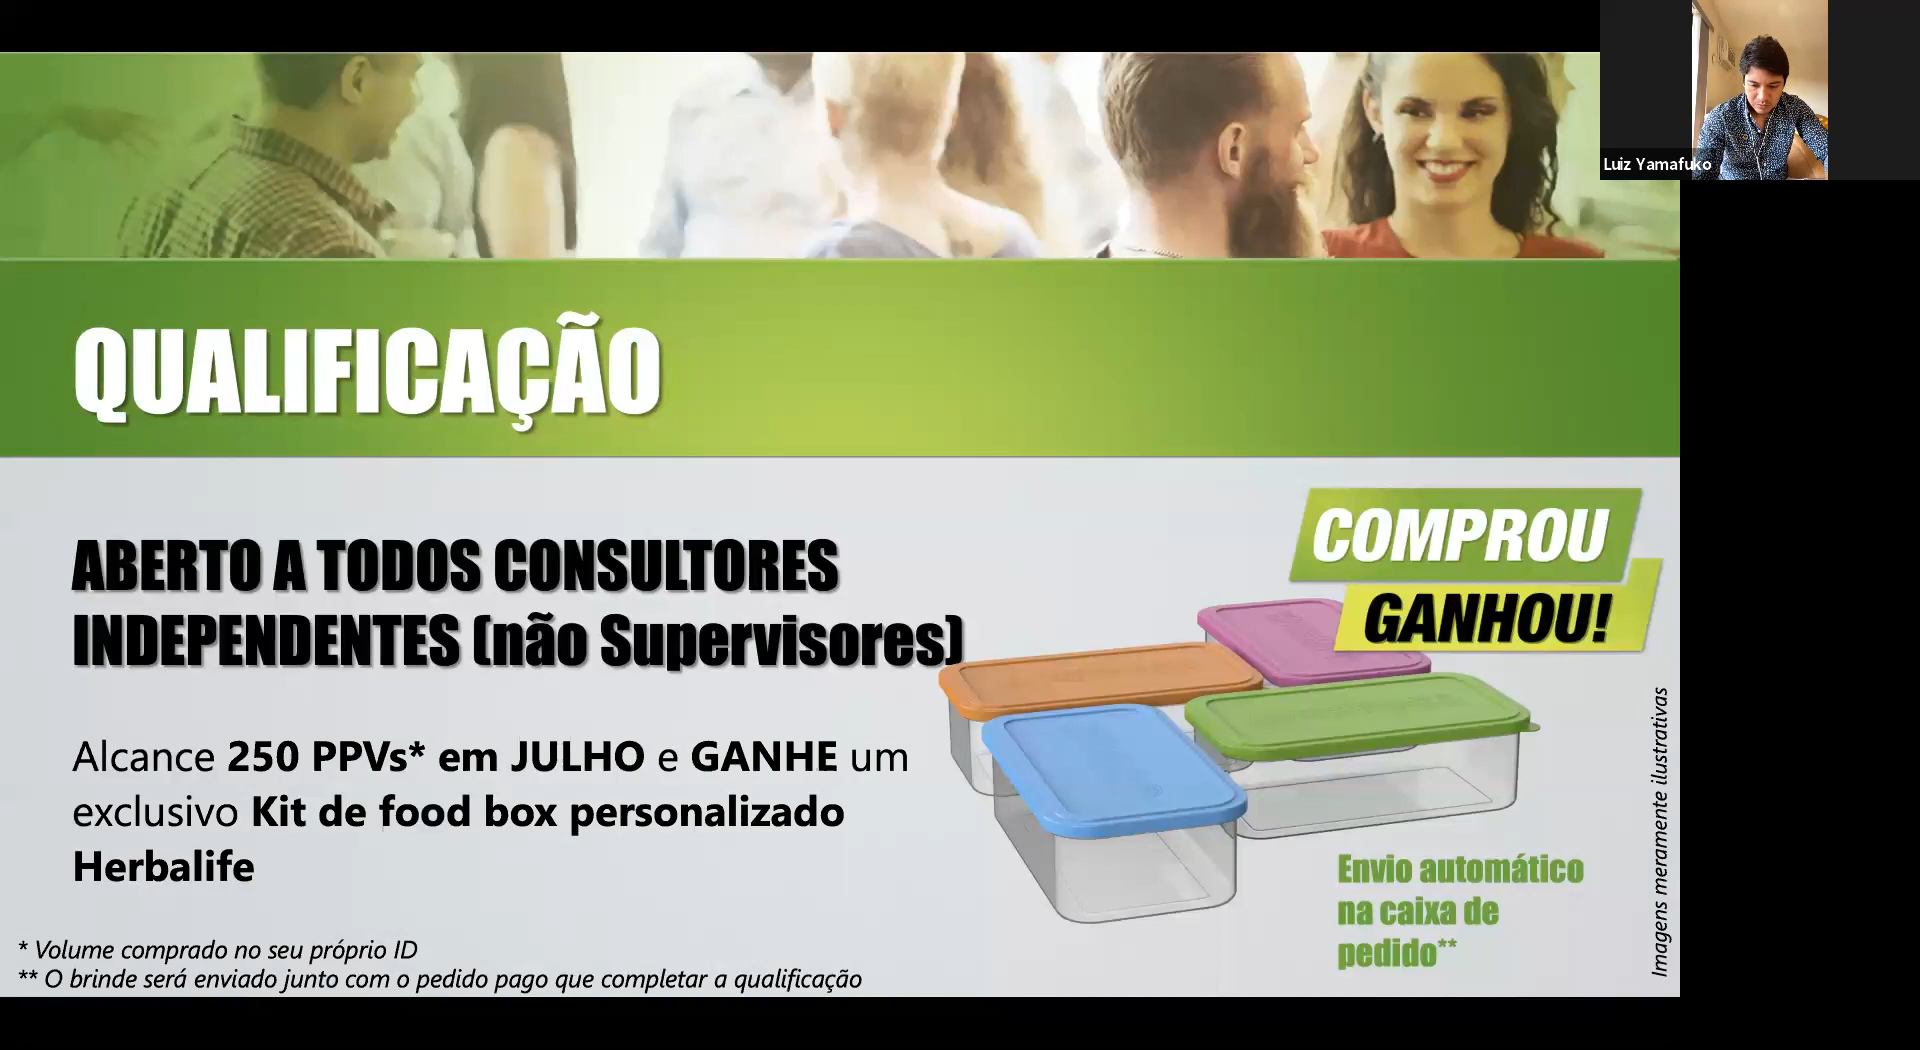 Luiz Yamafuko
QUALIFICAÇÃO
COMPROU
GANHOU!
ABERTO A TODOS CONSULTORES
INDEPENDENTES (não Supervisores)
Alcance 250 PPVs* em JULHO e GANHE um
exclusivo Kit de food box personalizado
Herbalife
Envio automático
na caixa de
pedido**
Imagens meramente ilustrativas
* Volume comprado no seu próprio ID
** O brinde será enviado junto com o pedido pago que completar a qualificação